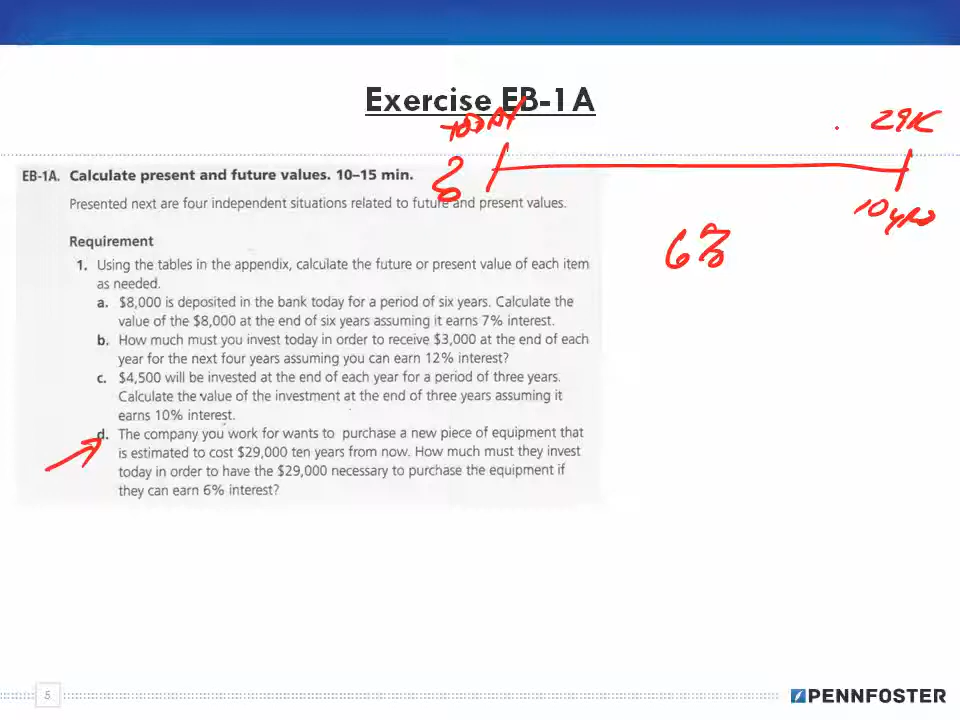 Exercise EB-1A
today
29K
EB-1A. Calculate present and future values. 10–15 min.
10 yrs
Presented next are four independent situations related to future and present values.
6%
Requirement
1. Using the tables in the appendix, calculate the future or present value of each item
as needed.
a. $8,000 is deposited in the bank today for a period of six years. Calculate the
value of the $8,000 at the end of six years assuming it earns 7% interest.
b. How much must you invest today in order to receive $3,000 at the end of each
year for the next four years assuming you can earn 12% interest?
c. $4,500 will be invested at the end of each year for a period of three years.
Calculate the value of the investment at the end of three years assuming it
earns 10% interest.
d. The company you work for wants to purchase a new piece of equipment that
is estimated to cost $29,000 ten years from now. How much must they invest
today in order to have the $29,000 necessary to purchase the equipment if
they can earn 6% interest?
5
PENNFOSTER